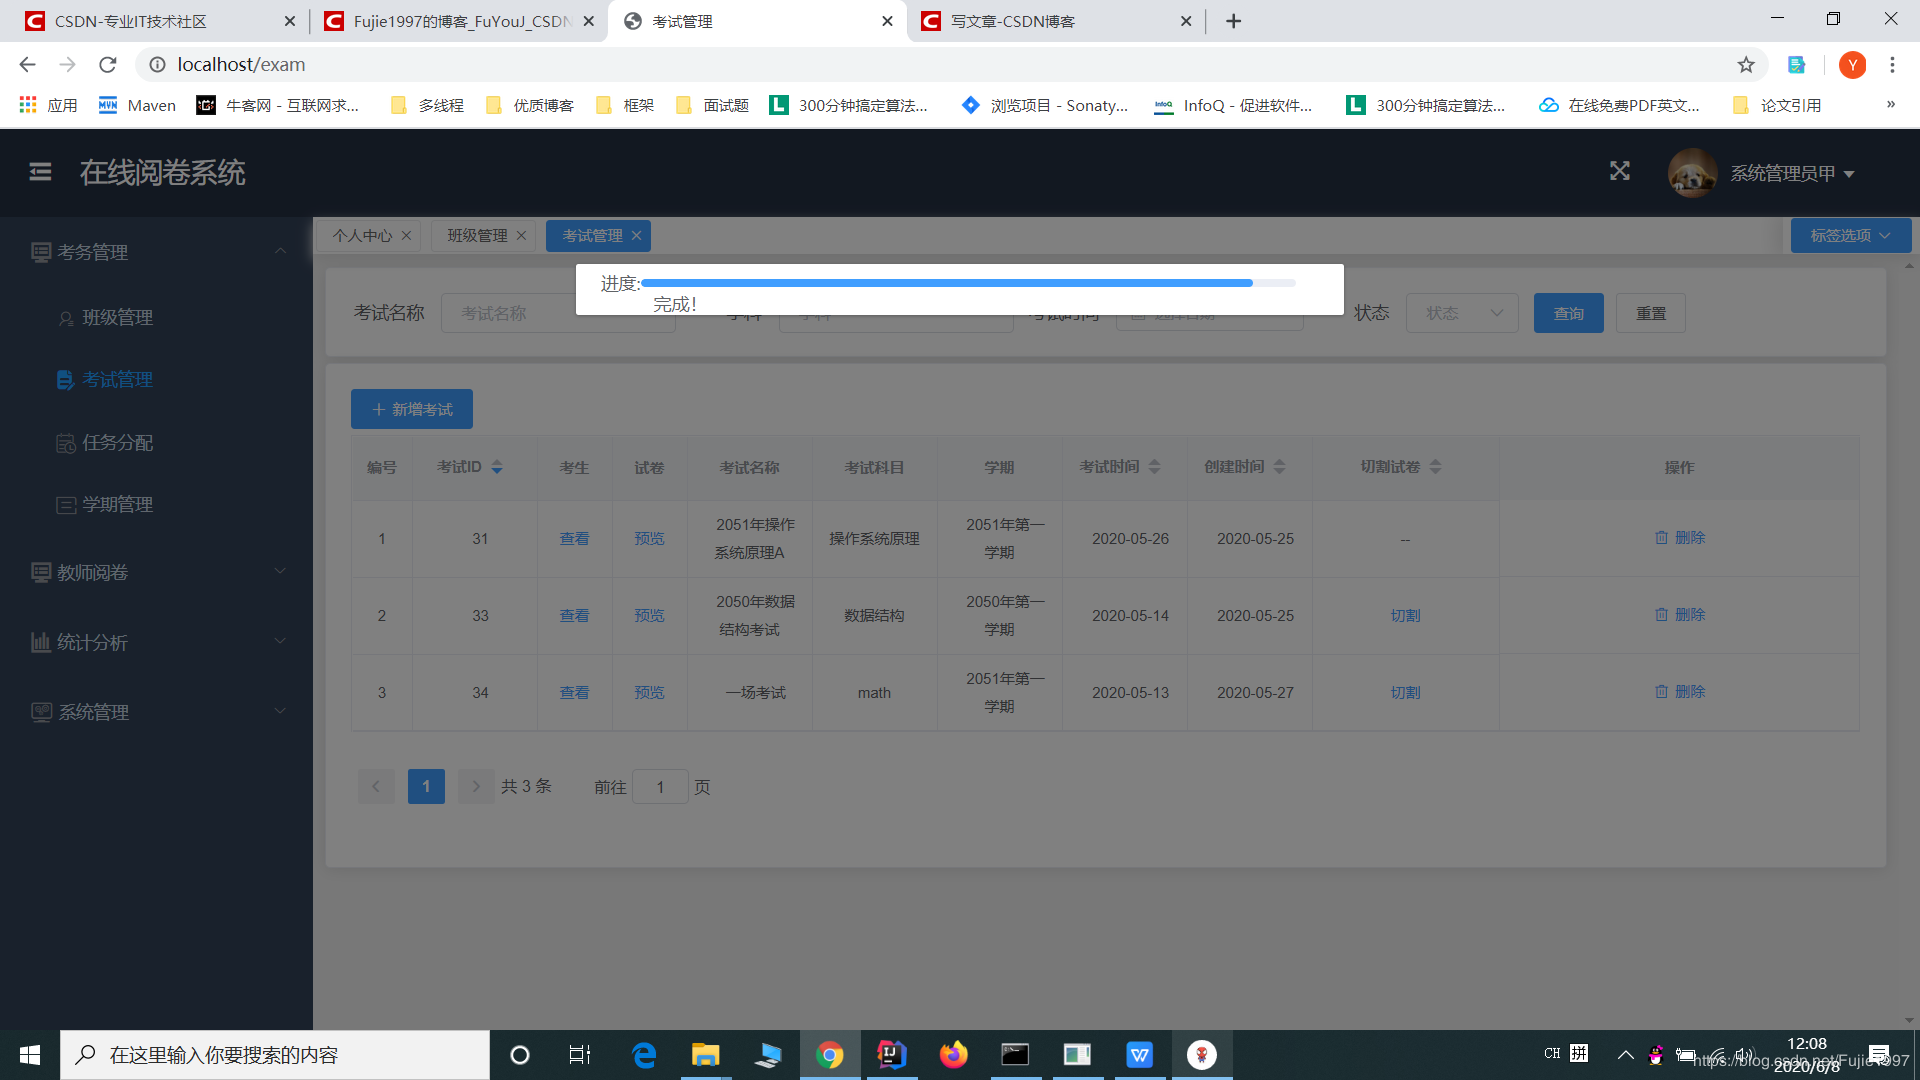 CSDN-专业IT技术社区
Fujie1997的博客_FuYouJ_CSDN
考试管理
写文章-CSDN博客
localhost/exam
Y
应用
Maven
牛客网 - 互联网求...
多线程
优质博客
框架
面试题
300分钟搞定算法...
浏览项目 - Sonaty...
InfoQ - 促进软件...
300分钟搞定算法...
在线免费PDF英文...
论文引用
在线阅卷系统
系统管理员甲
考务管理
班级管理
考试管理
任务分配
学期管理
教师阅卷
统计分析
系统管理
个人中心
班级管理
考试管理
标签选项
进度:
完成!
考试名称
考试名称
状态
状态
查询
重置
新增考试
编号 考试ID 考生 试卷 考试名称 考试科目 学期 考试时间 创建时间 切割试卷 操作
1 31 查看 预览 2051年操作系统原理A 操作系统原理 2051年第一学期 2020-05-26 2020-05-25 -- 删除
2 33 查看 预览 2050年数据结构考试 数据结构 2050年第一学期 2020-05-14 2020-05-25 切割 删除
3 34 查看 预览 一场考试 math 2051年第一学期 2020-05-13 2020-05-27 切割 删除
1 共 3 条 前往 1 页
在这里输入你要搜索的内容
CH 拼
12:08
2020/6/8
https://blog.csdn.net/Fujie1997